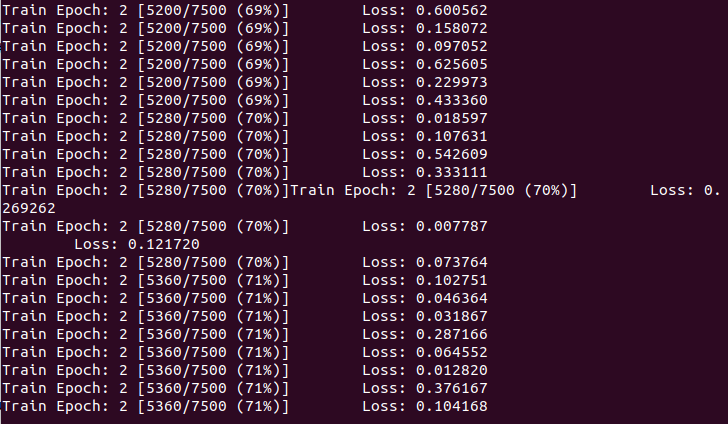 Train Epoch: 2 [5200/7500 (69%)]        Loss: 0.600562
Train Epoch: 2 [5200/7500 (69%)]        Loss: 0.158072
Train Epoch: 2 [5200/7500 (69%)]        Loss: 0.097052
Train Epoch: 2 [5200/7500 (69%)]        Loss: 0.625605
Train Epoch: 2 [5200/7500 (69%)]        Loss: 0.229973
Train Epoch: 2 [5200/7500 (69%)]        Loss: 0.433360
Train Epoch: 2 [5280/7500 (70%)]        Loss: 0.018597
Train Epoch: 2 [5280/7500 (70%)]        Loss: 0.107631
Train Epoch: 2 [5280/7500 (70%)]        Loss: 0.542609
Train Epoch: 2 [5280/7500 (70%)]        Loss: 0.333111
Train Epoch: 2 [5280/7500 (70%)]Train Epoch: 2 [5280/7500 (70%)]        Loss: 0.
269262
Train Epoch: 2 [5280/7500 (70%)]        Loss: 0.007787
        Loss: 0.121720
Train Epoch: 2 [5280/7500 (70%)]        Loss: 0.073764
Train Epoch: 2 [5360/7500 (71%)]        Loss: 0.102751
Train Epoch: 2 [5360/7500 (71%)]        Loss: 0.046364
Train Epoch: 2 [5360/7500 (71%)]        Loss: 0.031867
Train Epoch: 2 [5360/7500 (71%)]        Loss: 0.287166
Train Epoch: 2 [5360/7500 (71%)]        Loss: 0.064552
Train Epoch: 2 [5360/7500 (71%)]        Loss: 0.012820
Train Epoch: 2 [5360/7500 (71%)]        Loss: 0.376167
Train Epoch: 2 [5360/7500 (71%)]        Loss: 0.104168